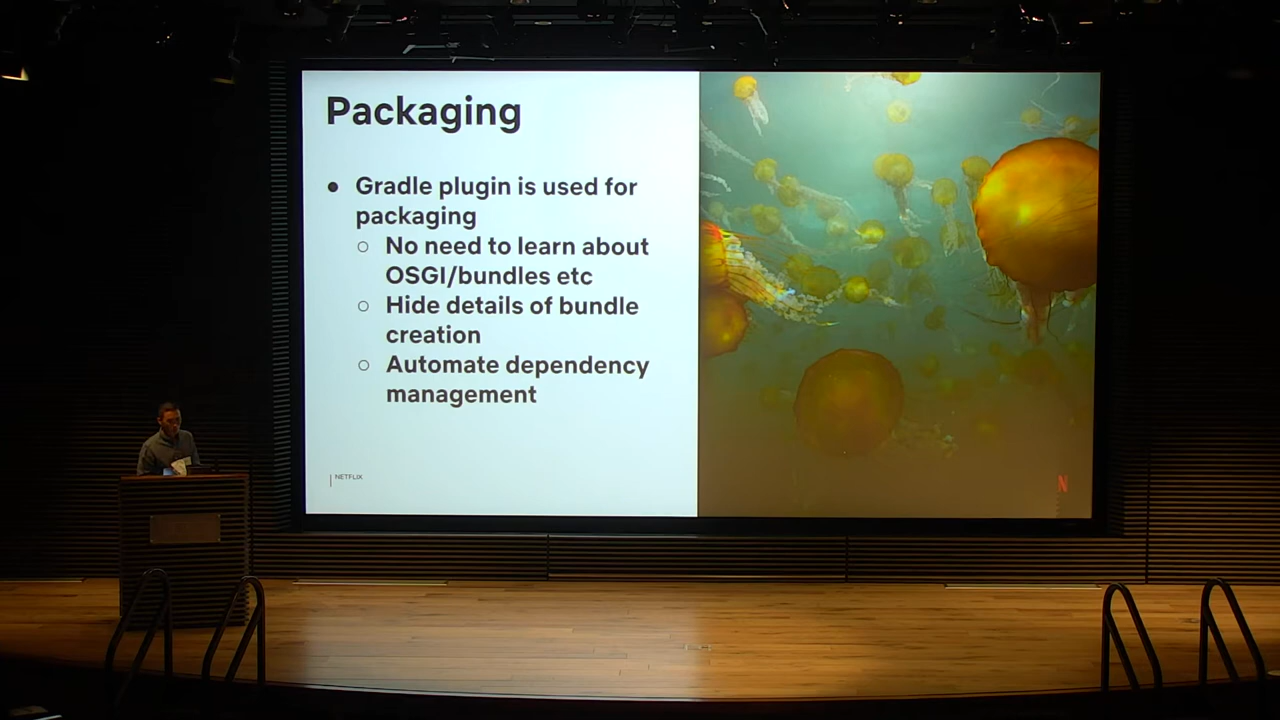 Packaging
● Gradle plugin is used for
packaging
○ No need to learn about
OSGI/bundles etc
○ Hide details of bundle
creation
○ Automate dependency
management
NETFLIX
N